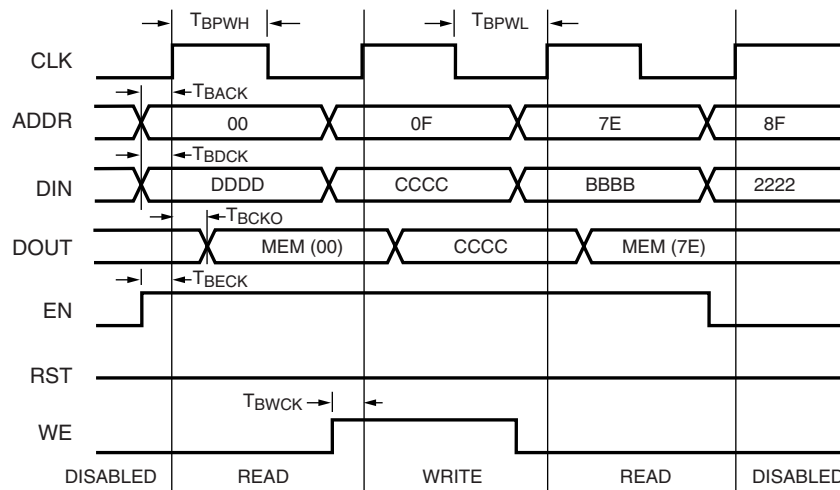 TBPWH TBPWL
CLK
TBACK
ADDR 00 0F 7E 8F
TBDCK
DIN DDDD CCCC BBBB 2222
TBCKO
DOUT MEM (00) CCCC MEM (7E)
TBECK
EN
RST
TBWCK
WE
DISABLED READ WRITE READ DISABLED